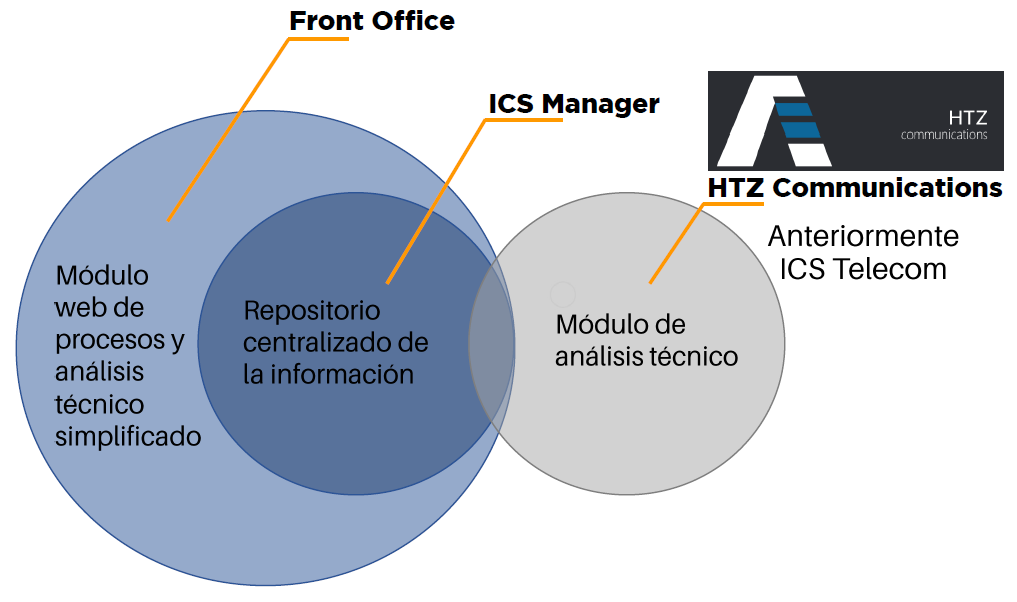 Front Office
ICS Manager
HTZ
communications
HTZ Communications
Anteriormente
ICS Telecom
Módulo
web de
procesos y
análisis
técnico
simplificado
Repositorio
centralizado de
la información
Módulo de
análisis técnico